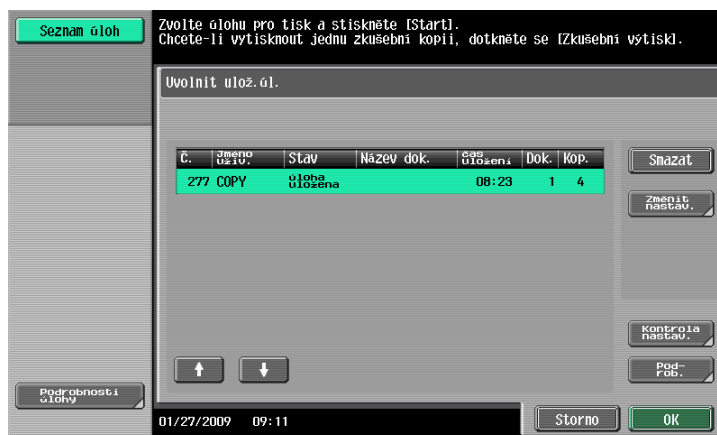 Seznam úloh
Zvolte úlohu pro tisk a stiskněte [Start].
Chcete-li vytisknout jednu zkušební kopii, dotkněte se [Zkušební výtisk].
Uvolnit ulož.úl.
Č. Jméno uživ. Stav Název dok. čas uložení Dok. Kop.
277 COPY úloha uložena 08:23 1 4
Smazat
Změnit
nastav.
Kontrola
nastav.
Pod-
rob.
Podrobnosti
úlohy
01/27/2009 09:11
Storno
OK